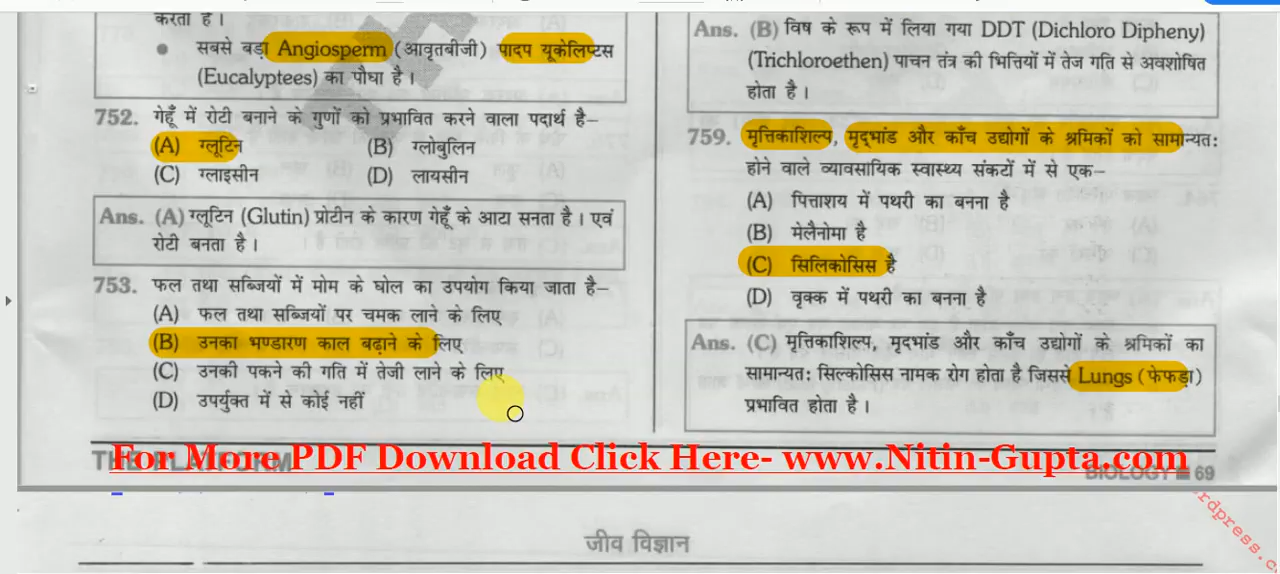 करता है।
• सबसे बड़ा Angiosperm (आवृतबीजी) पादप यूकेलिप्टस
(Eucalyptees) का पौघा है।
752. गेहूँ में रोटी बनाने के गुणों को प्रभावित करने वाला पदार्थ है–
(A) ग्लूटिन (B) ग्लोबुलिन
(C) ग्लाइसीन (D) लायसीन
Ans. (A) ग्लूटिन (Glutin) प्रोटीन के कारण गेहूँ के आटा सनता है। एवं
रोटी बनता है।
753. फल तथा सब्जियों में मोम के घोल का उपयोग किया जाता है–
(A) फल तथा सब्जियों पर चमक लाने के लिए
(B) उनका भण्डारण काल बढ़ाने के लिए
(C) उनकी पकने की गति में तेजी लाने के लिए
(D) उपर्युक्त में से कोई नहीं
Ans. (B) विष के रूप में लिया गया DDT (Dichloro Dipheny)
(Trichloroethen) पाचन तंत्र की भित्तियों में तेज गति से अवशोषित
होता है।
759. मृत्तिकाशिल्प, मृद्भांड और काँच उद्योगों के श्रमिकों को सामान्यत:
होने वाले व्यावसायिक स्वास्थ्य संकटों में से एक–
(A) पित्ताशय में पथरी का बनना है
(B) मेलैनोमा है
(C) सिलिकोसिस है
(D) वृक्क में पथरी का बनना है
Ans. (C) मृत्तिकाशिल्प, मृदभांड और काँच उद्योगों के श्रमिकों का
सामान्यत: सिल्कोसिस नामक रोग होता है जिससे Lungs (फेफड़ा)
प्रभावित होता है।
THE PLATFORM
For More PDF Download Click Here- www.Nitin-Gupta.com
BIOLOGY ■ 69
जीव विज्ञान